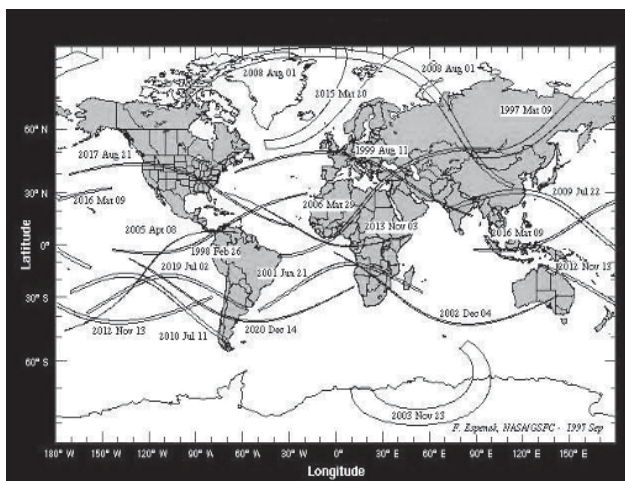 2008 Aug 01
2008 Aug 01
2015 Mar 20
1997 Mar 09
60° N
2017 Aug 21
1999 Aug 11
30° N
2016 Mar 09
2006 Mar 29
2009 Jul 22
2005 Apr 08
2013 Nov 03
2016 Mar 09
0°
1998 Feb 26
2019 Jul 02
2001 Jun 21
2012 Nov 13
30° S
2012 Nov 13
2010 Jul 11
2020 Dec 14
2002 Dec 04
60° S
2003 Nov 23
F. Espenak, NASA/GSFC - 1997 Sep
Latitude
180° W
150° W
120° W
90° W
60° W
30° W
0°
30° E
60° E
90° E
120° E
150° E
180° E
Longitude